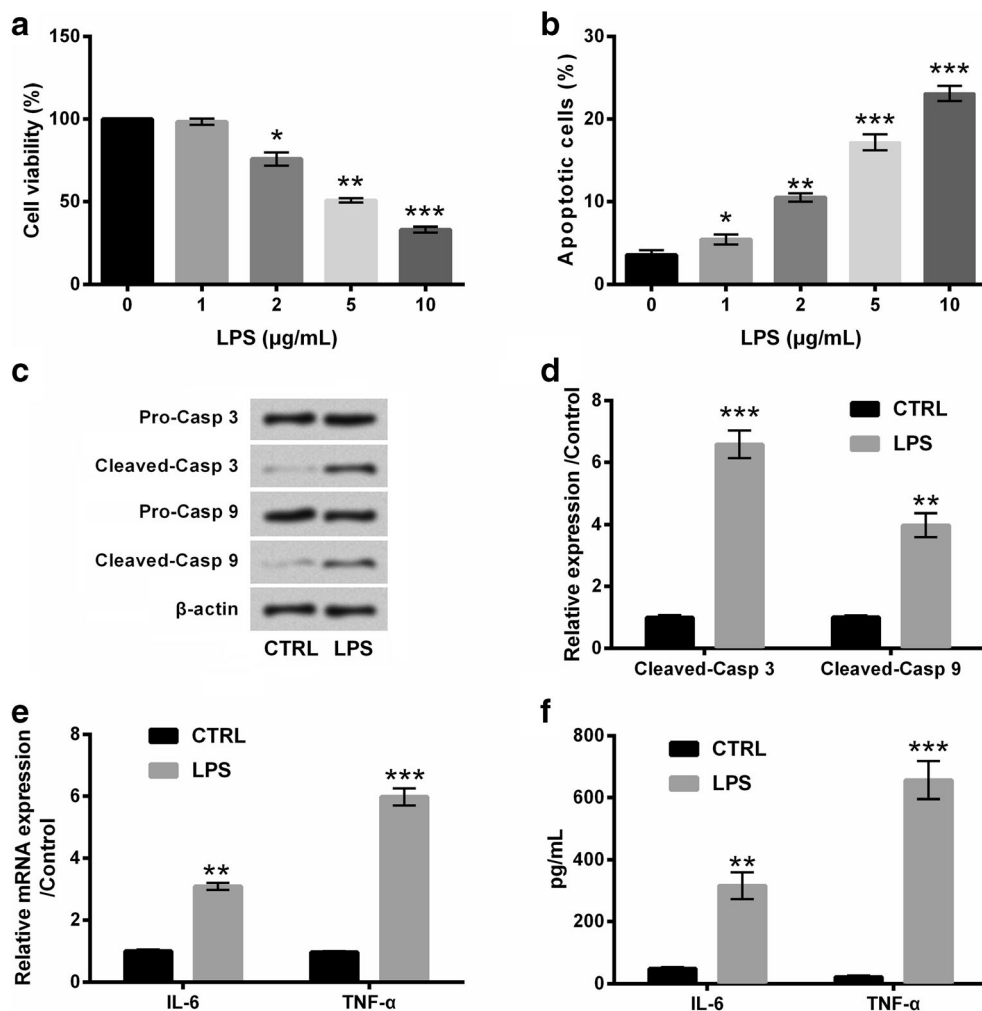 a
Cell viability (%)
150
100
50
0
*
**
***
0 1 2 5 10
LPS (µg/mL)
b
Apoptotic cells (%)
30
20
10
0
*
**
***
***
0 1 2 5 10
LPS (µg/mL)
c
Pro-Casp 3
Cleaved-Casp 3
Pro-Casp 9
Cleaved-Casp 9
β-actin
CTRL LPS
d
Relative expression /Control
8
6
4
2
0
CTRL
LPS
***
**
Cleaved-Casp 3 Cleaved-Casp 9
e
Relative mRNA expression
/Control
8
6
4
2
0
CTRL
LPS
**
***
IL-6 TNF-α
f
pg/mL
800
600
400
200
0
CTRL
LPS
**
***
IL-6 TNF-α